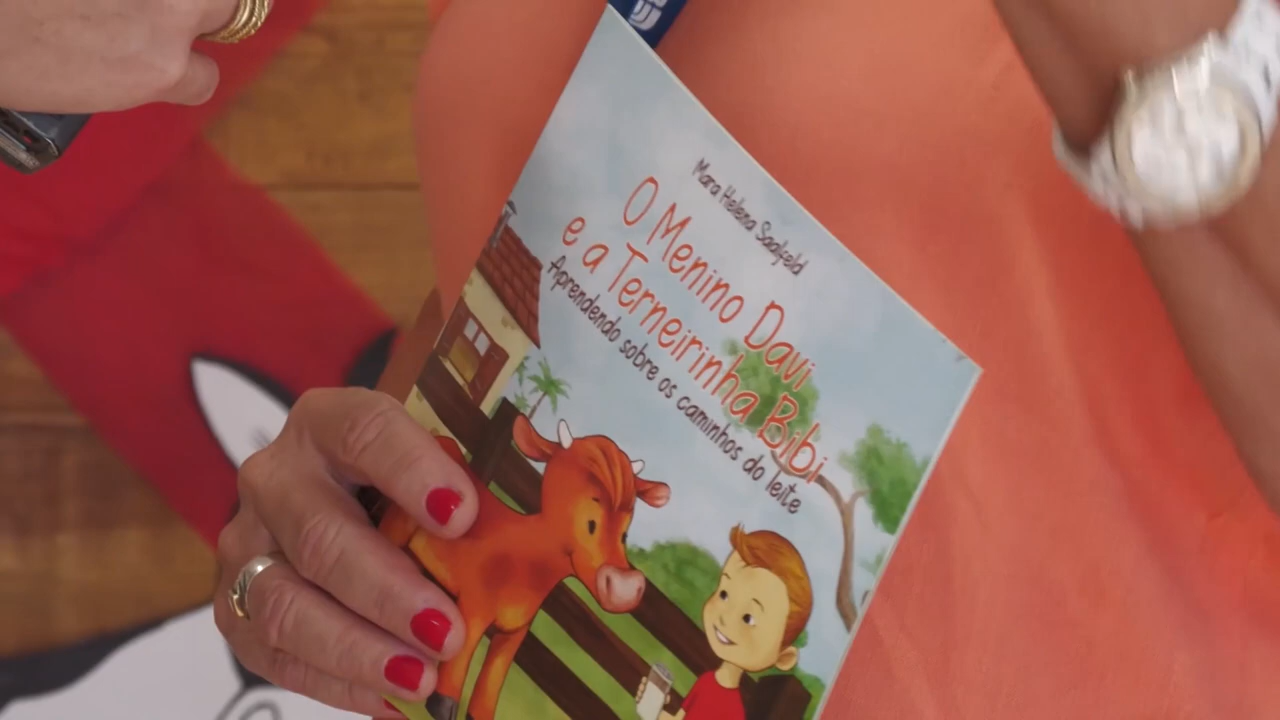 Mara Helena Saalfeld
O Menino Davi
e a Terneirinha Bibi
Aprendendo sobre os caminhos do leite